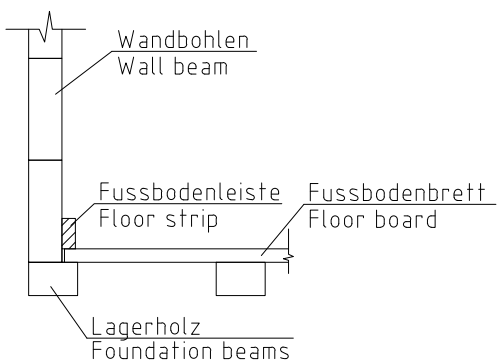 Wandbohlen
Wall beam
Fussbodenleiste
Floor strip
Fussbodenbrett
Floor board
Lagerholz
Foundation beams